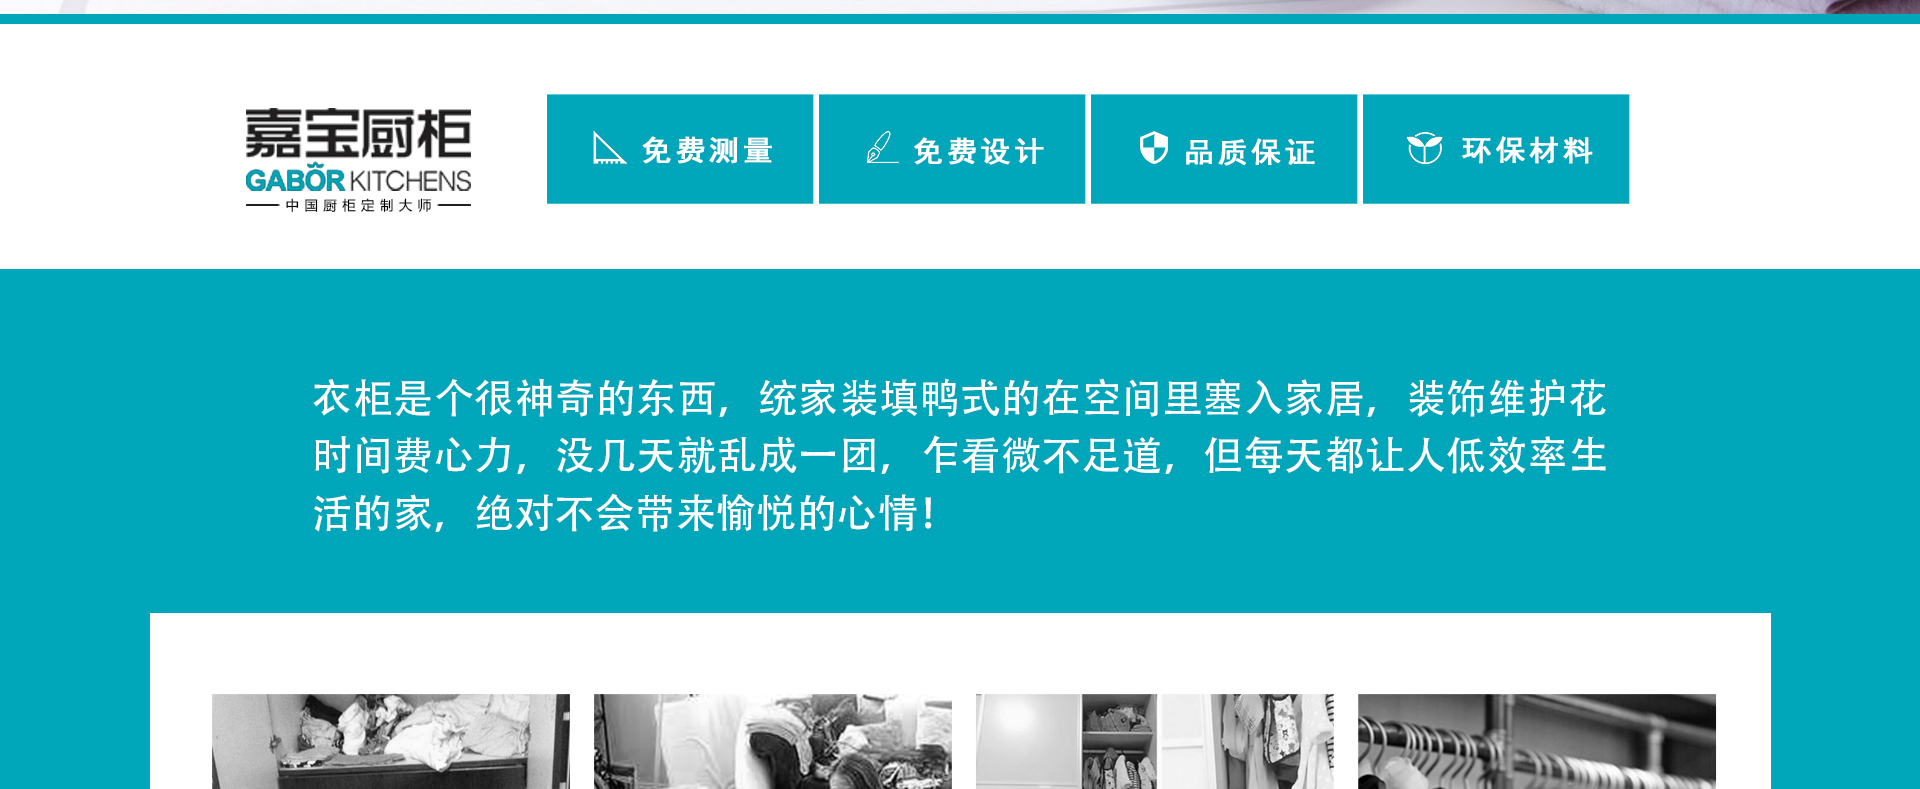 嘉宝厨柜
GABOR KITCHENS
中国厨柜定制大师
免费测量
免费设计
品质保证
环保材料
衣柜是个很神奇的东西，统家装填鸭式的在空间里塞入家居，装饰维护花
时间费心力，没几天就乱成一团，乍看微不足道，但每天都让人低效率生
活的家，绝对不会带来愉悦的心情！